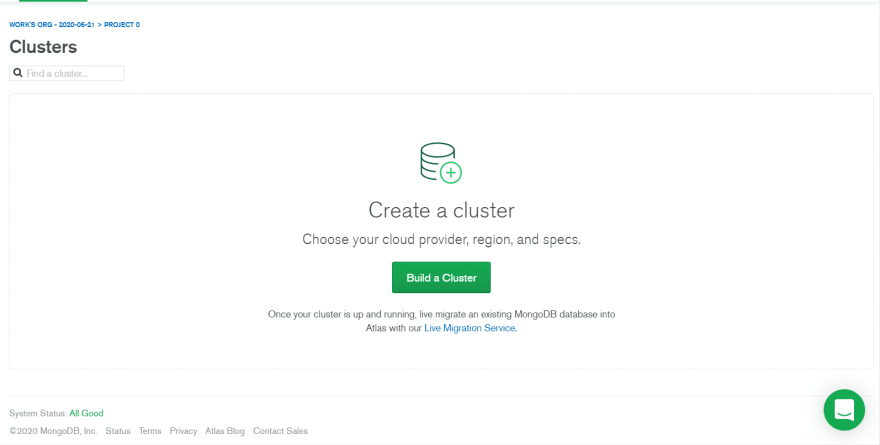 WORK'S ORG - 2020-06-21 > PROJECT 0
Clusters
Find a cluster...
Create a cluster
Choose your cloud provider, region, and specs.
Build a Cluster
Once your cluster is up and running, live migrate an existing MongoDB database into
Atlas with our Live Migration Service.
System Status: All Good
©2020 MongoDB, Inc. Status Terms Privacy Atlas Blog Contact Sales